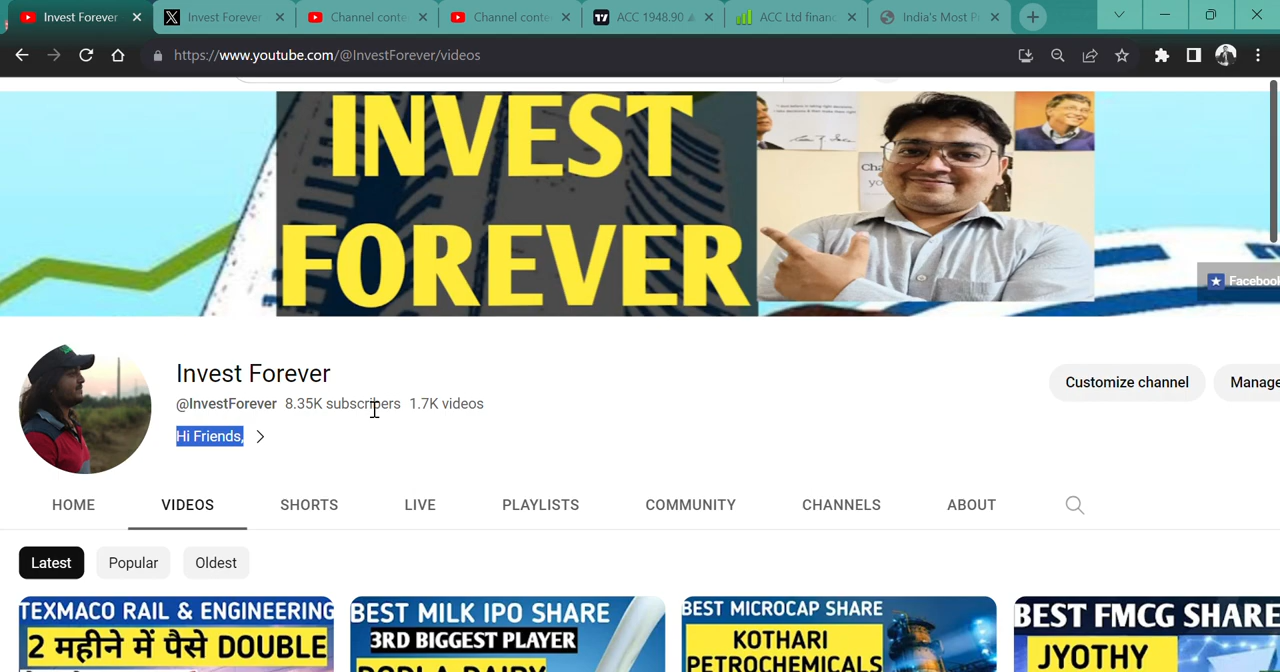 Invest Forever
Invest Forever
Channel conte
Channel conte
ACC 1948.90
ACC Ltd financ
India's Most P
https://www.youtube.com/@InvestForever/videos
INVEST
FOREVER
Facebook
Invest Forever
@InvestForever 8.35K subscribers 1.7K videos
Hi Friends,
Customize channel
Manage
HOME
VIDEOS
SHORTS
LIVE
PLAYLISTS
COMMUNITY
CHANNELS
ABOUT
Latest
Popular
Oldest
TEXMACO RAIL & ENGINEERING
2 महीने में पैसे DOUBLE
BEST MILK IPO SHARE
3RD BIGGEST PLAYER
DODLA DAIRY
BEST MICROCAP SHARE
KOTHARI
PETROCHEMICALS
BEST FMCG SHARE
JYOTHY